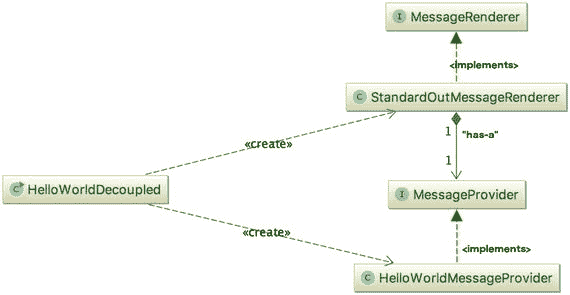 I MessageRenderer
«implements»
C StandardOutMessageRenderer
1 "has-a"
«create»
1
C HelloWorldDecoupled
I MessageProvider
«create»
«implements»
C HelloWorldMessageProvider